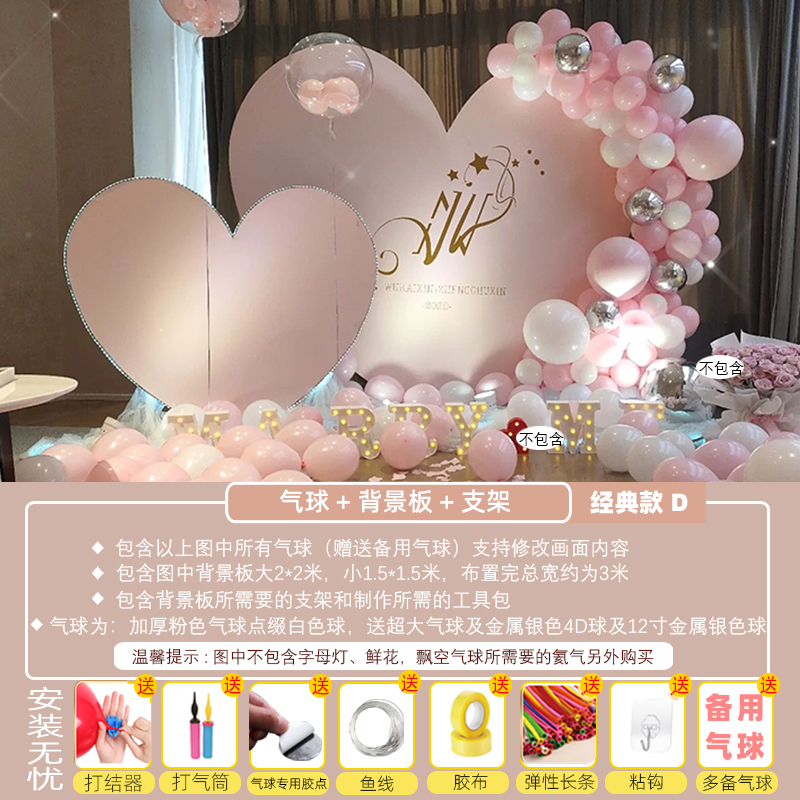 NW
WUKAIXIN·ZHENGCHUXIN
-2020-
不包含
MARRY ME
不包含
气球 + 背景板 + 支架
经典款 D
◆ 包含以上图中所有气球（赠送备用气球）支持修改画面内容
◆ 包含图中背景板大2*2米，小1.5*1.5米，布置完总宽约为3米
◆ 包含背景板所需要的支架和制作所需的工具包
◆ 气球为：加厚粉色气球点缀白色球，送超大气球及金属银色4D球及12寸金属银色球
温馨提示 : 图中不包含字母灯、鲜花，飘空气球所需要的氦气另外购买
安装无忧
送
打结器
送
打气筒
送
气球专用胶点
送
鱼线
送
胶布
送
弹性长条
送
粘钩
送
备用
气球
多备气球